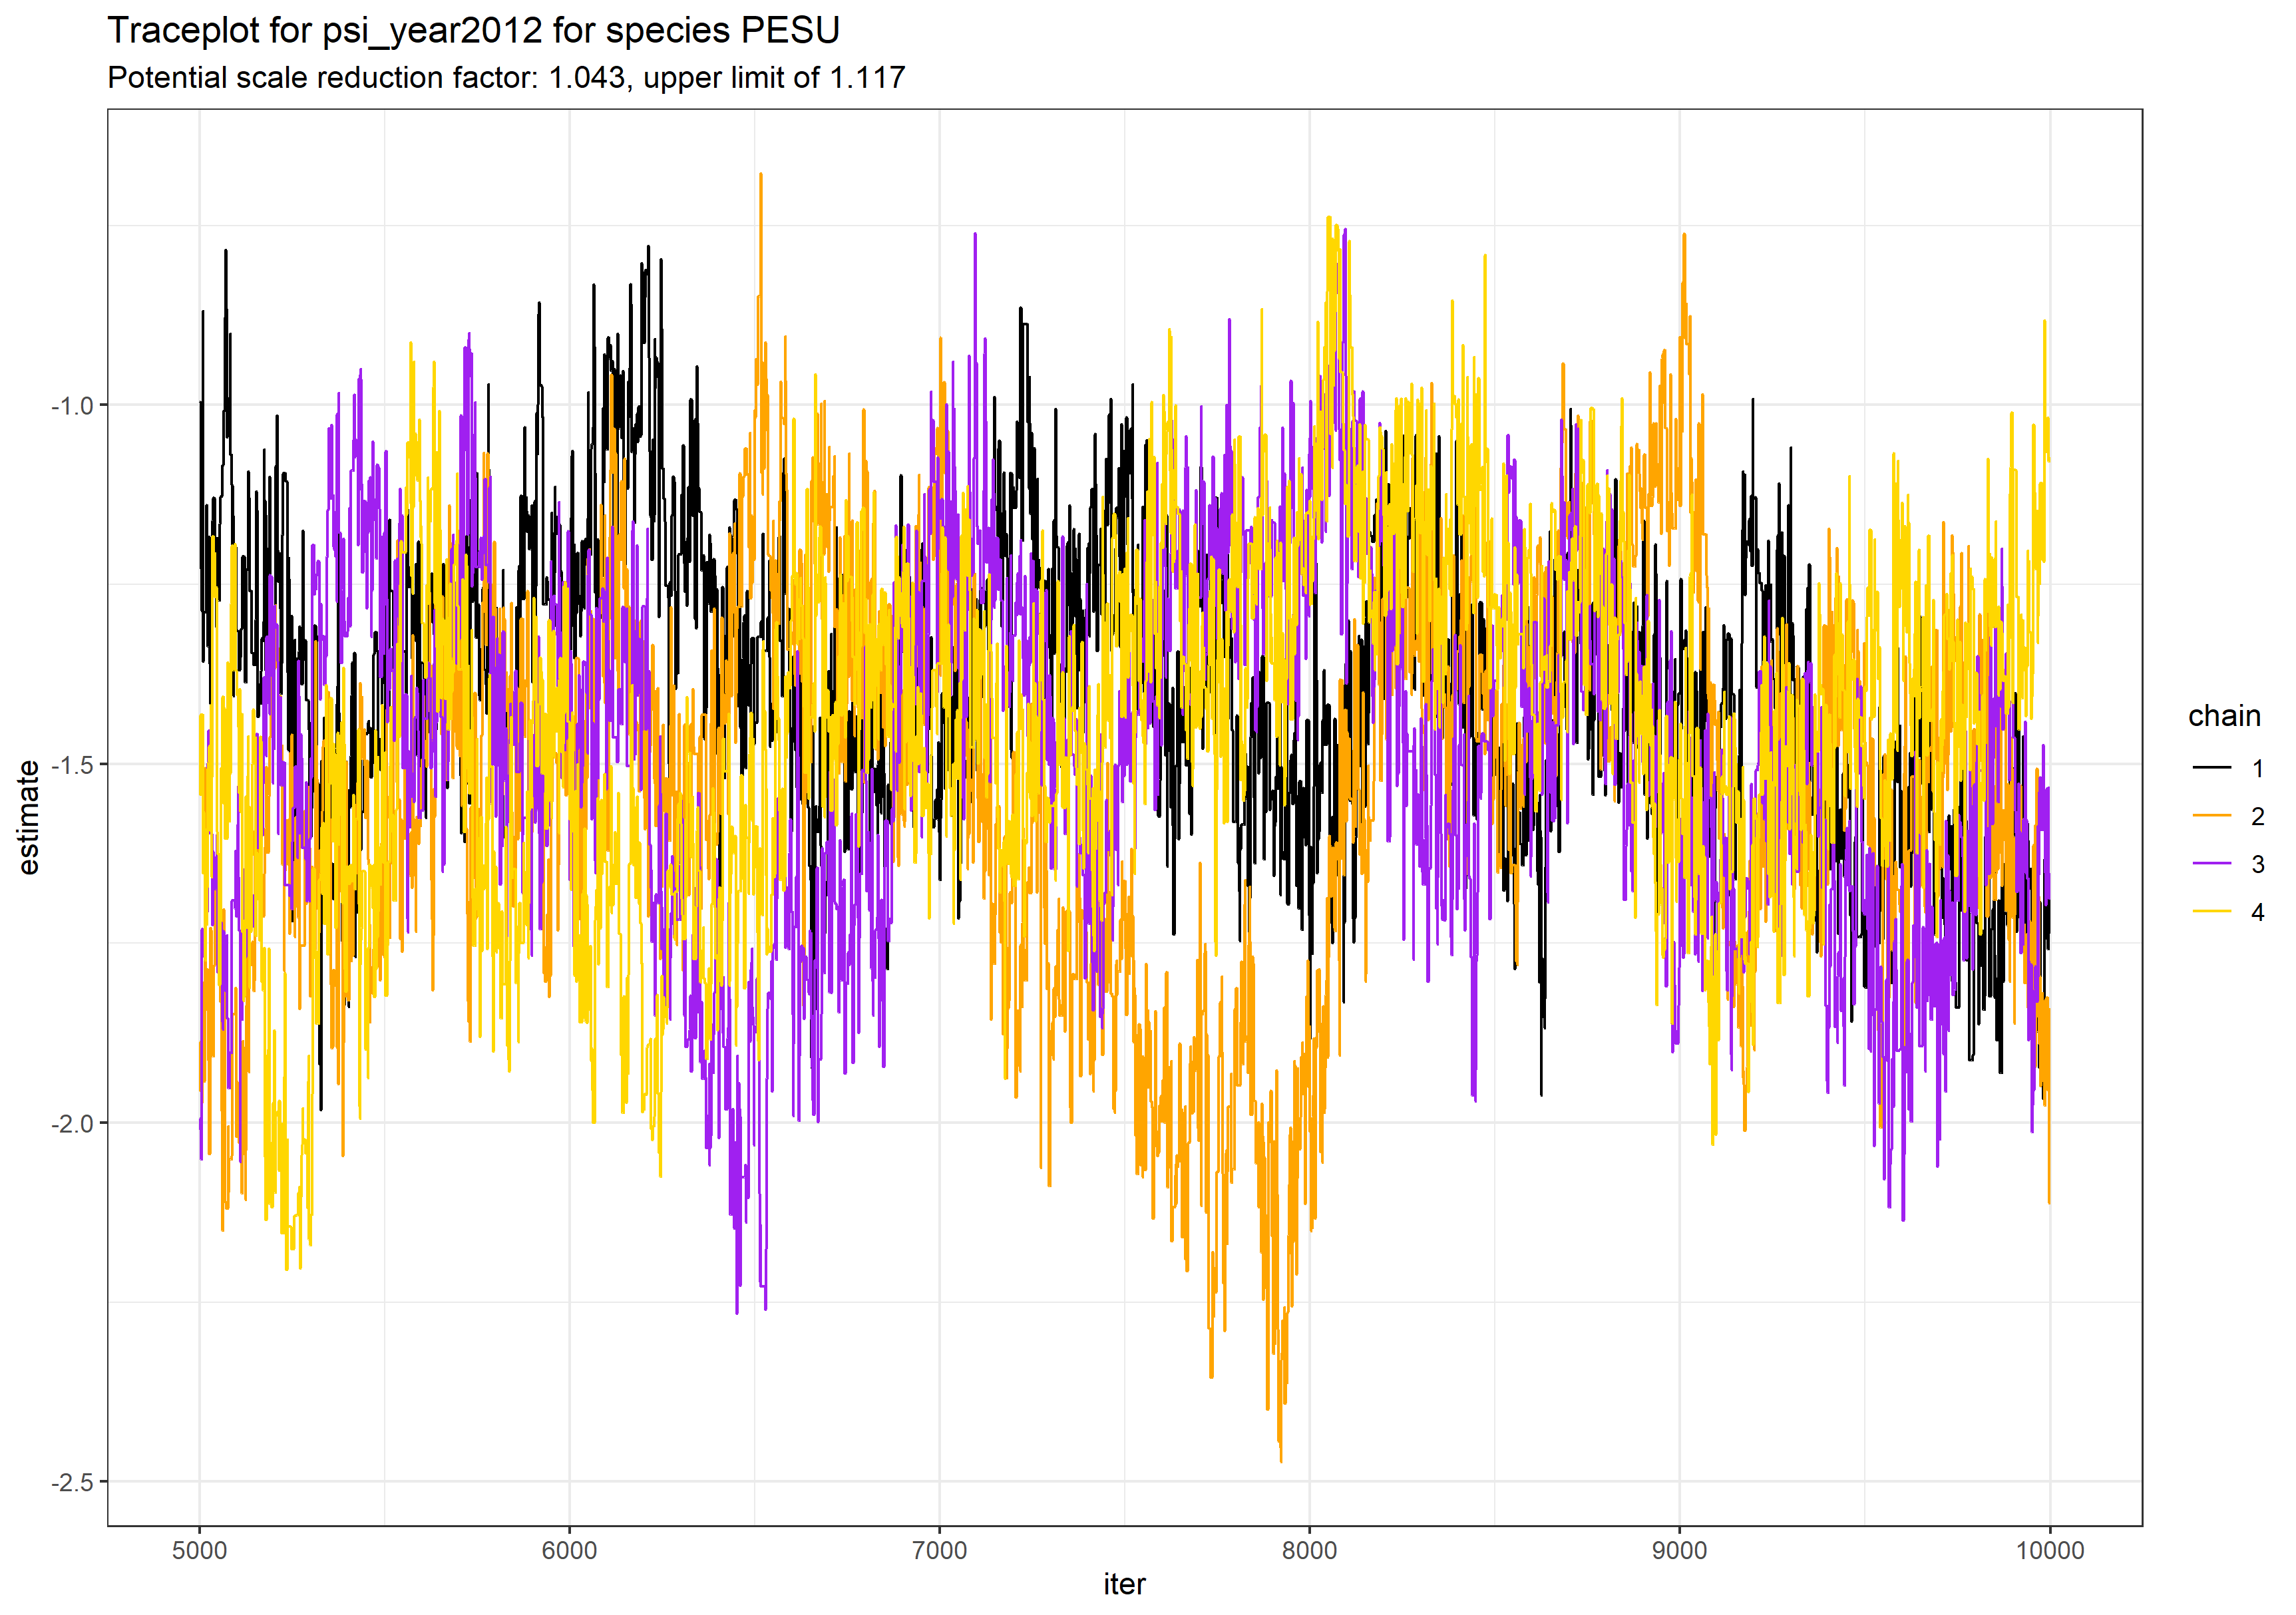 Traceplot for psi_year2012 for species PESU
Potential scale reduction factor: 1.043, upper limit of 1.117
estimate
-1.0
-1.5
-2.0
-2.5
5000 6000 7000 8000 9000 10000
iter
chain
1
2
3
4